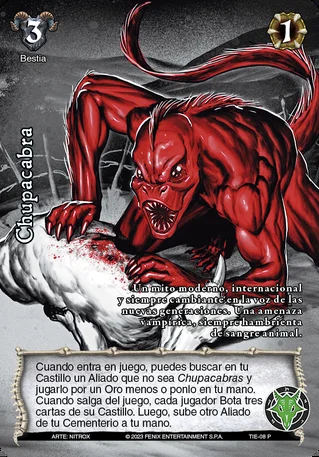 3
1
Bestia
Chupacabra
Un mito moderno, internacional
y siempre cambiante en la voz de las
nuevas generaciones. Una amenaza
vampírica, siempre hambrienta
de sangre animal.
Cuando entra en juego, puedes buscar en tu
Castillo un Aliado que no sea Chupacabras y
jugarlo por un Oro menos o ponlo en tu mano.
Cuando salga del juego, cada jugador Bota tres
cartas de su Castillo. Luego, sube otro Aliado
de tu Cementerio a tu mano.
ARTE: NITROX
© 2023 FENIX ENTERTAINMENT S.P.A.
TIE-08 P